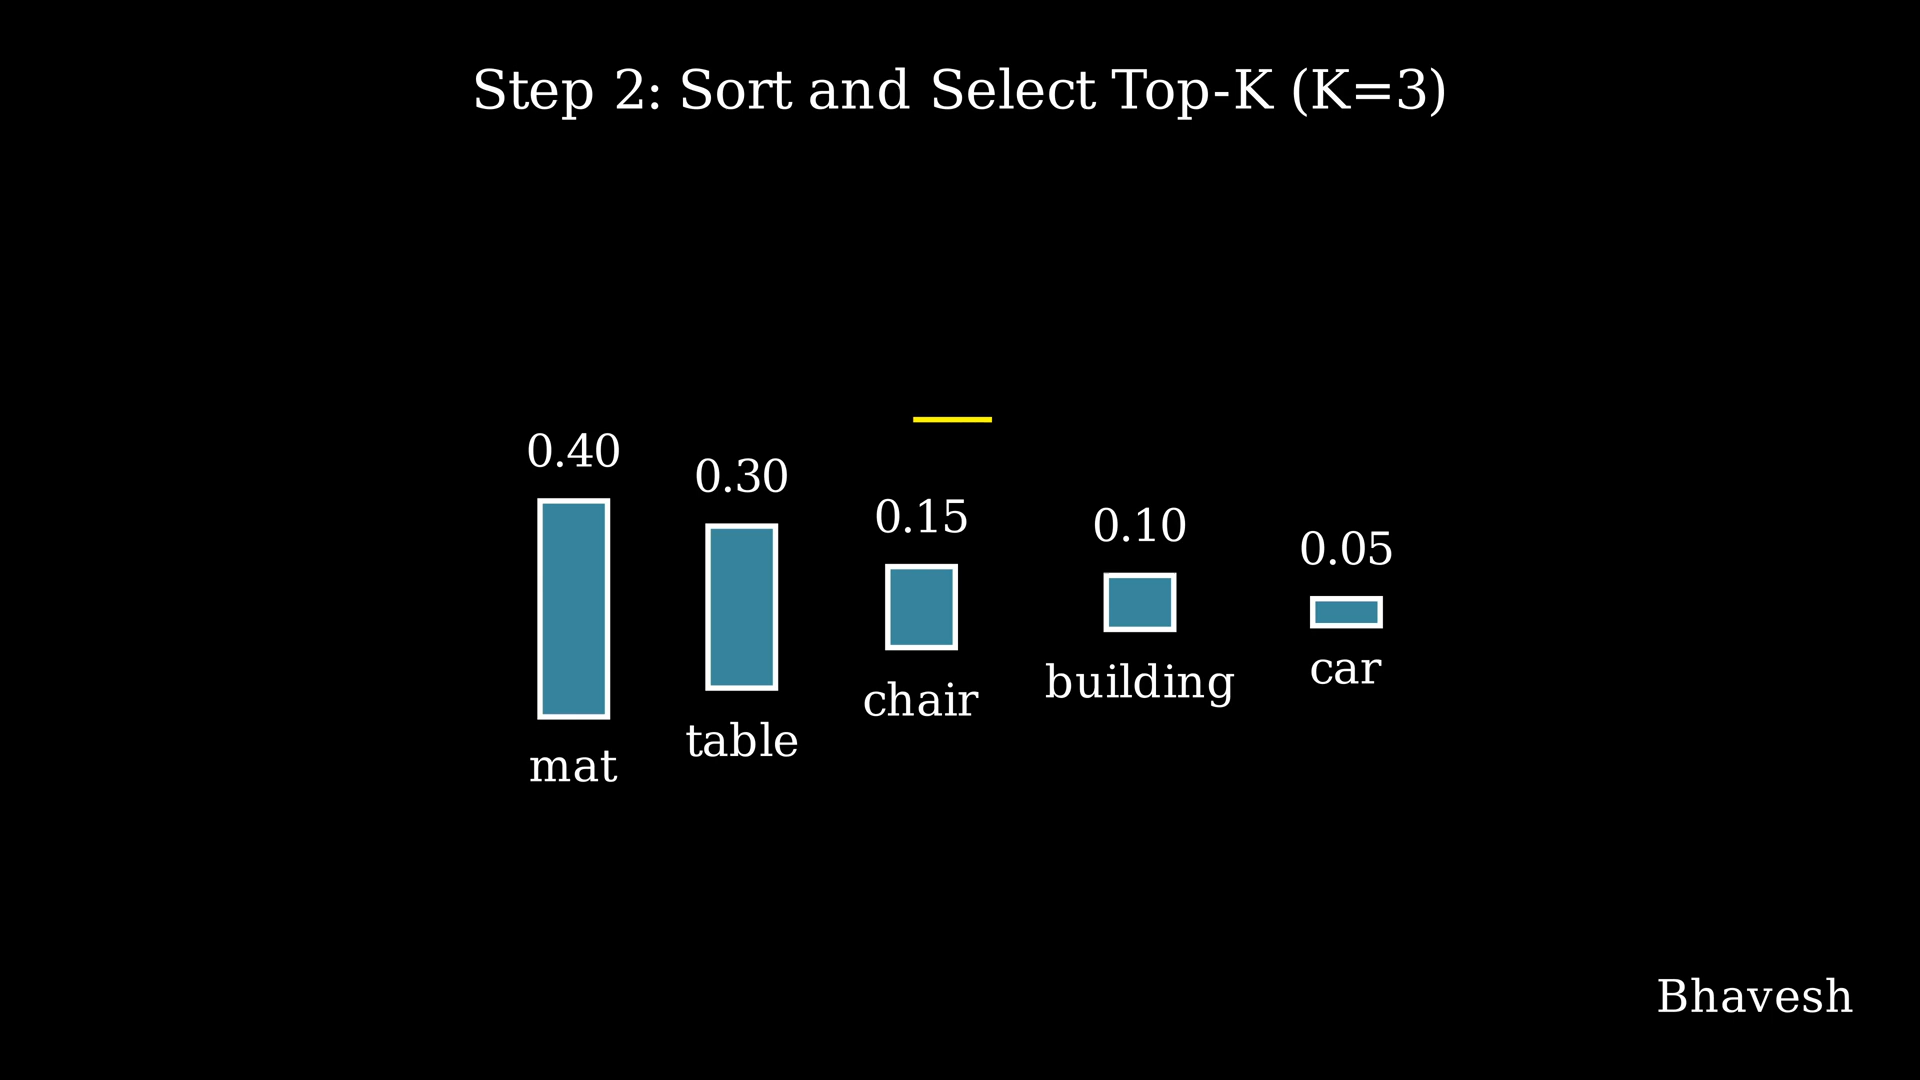 Step 2: Sort and Select Top-K (K=3)
0.40
0.30
0.15
0.10
0.05
mat
table
chair
building
car
Bhavesh